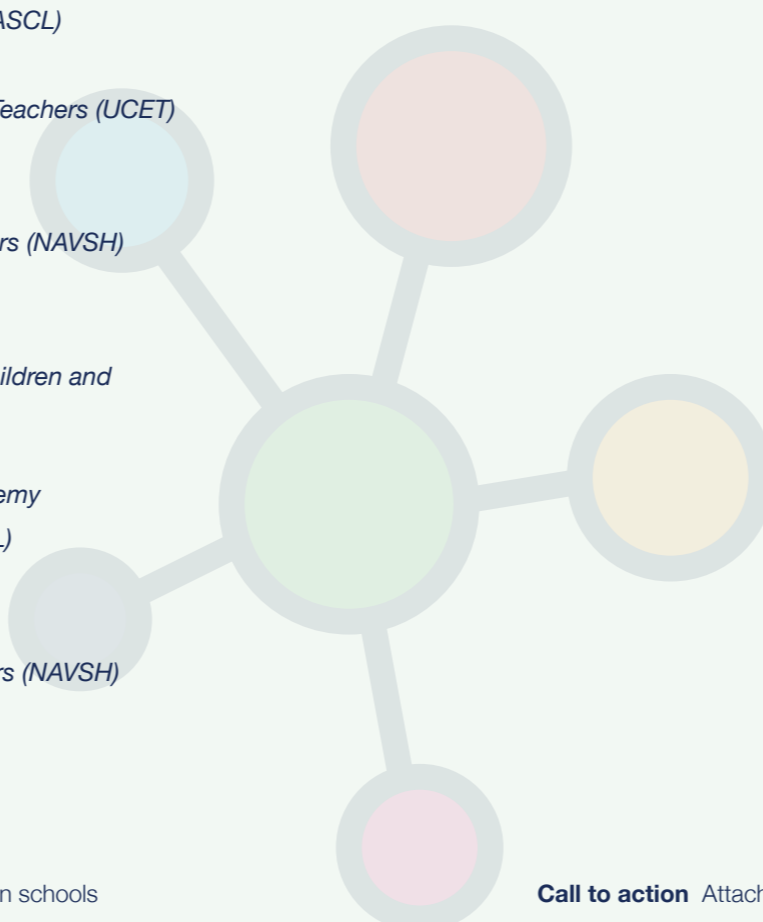 ASCL)
Teachers (UCET)
rs (NAVSH)
ildren and
emy
L)
rs (NAVSH)
n schools
Call to action Attach